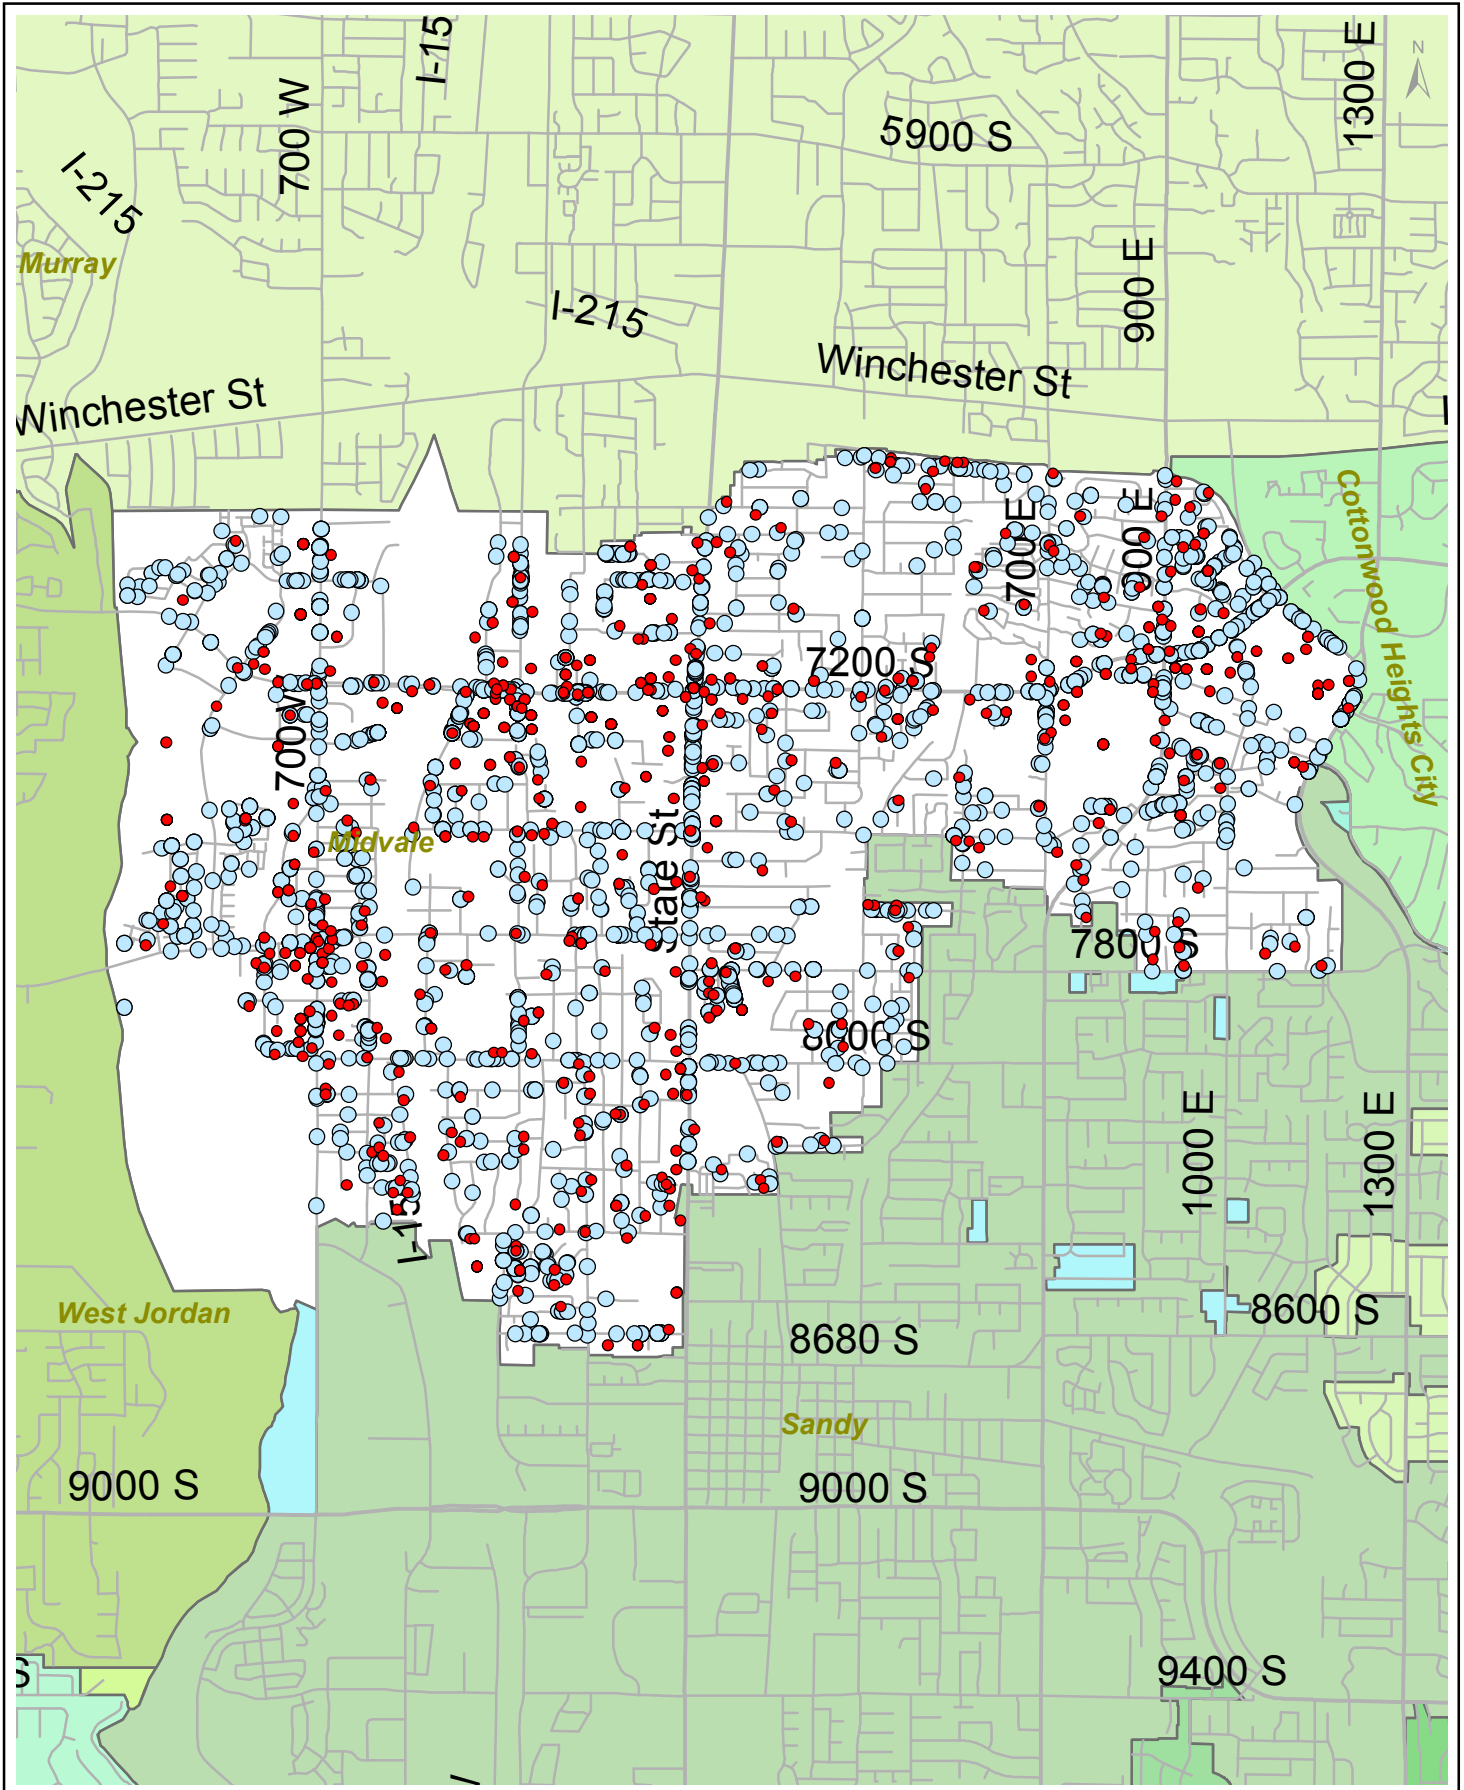 I-15
1300 E
N
700 W
5900 S
I-215
Murray
900 E
I-215
Winchester St
Winchester St
Cottonwood Heights City
700 E
900 E
7200 S
700 W
Midvale
State St
7800 S
8000 S
1000 E
1300 E
I-15
West Jordan
8600 S
8680 S
Sandy
9000 S
9000 S
S
9400 S